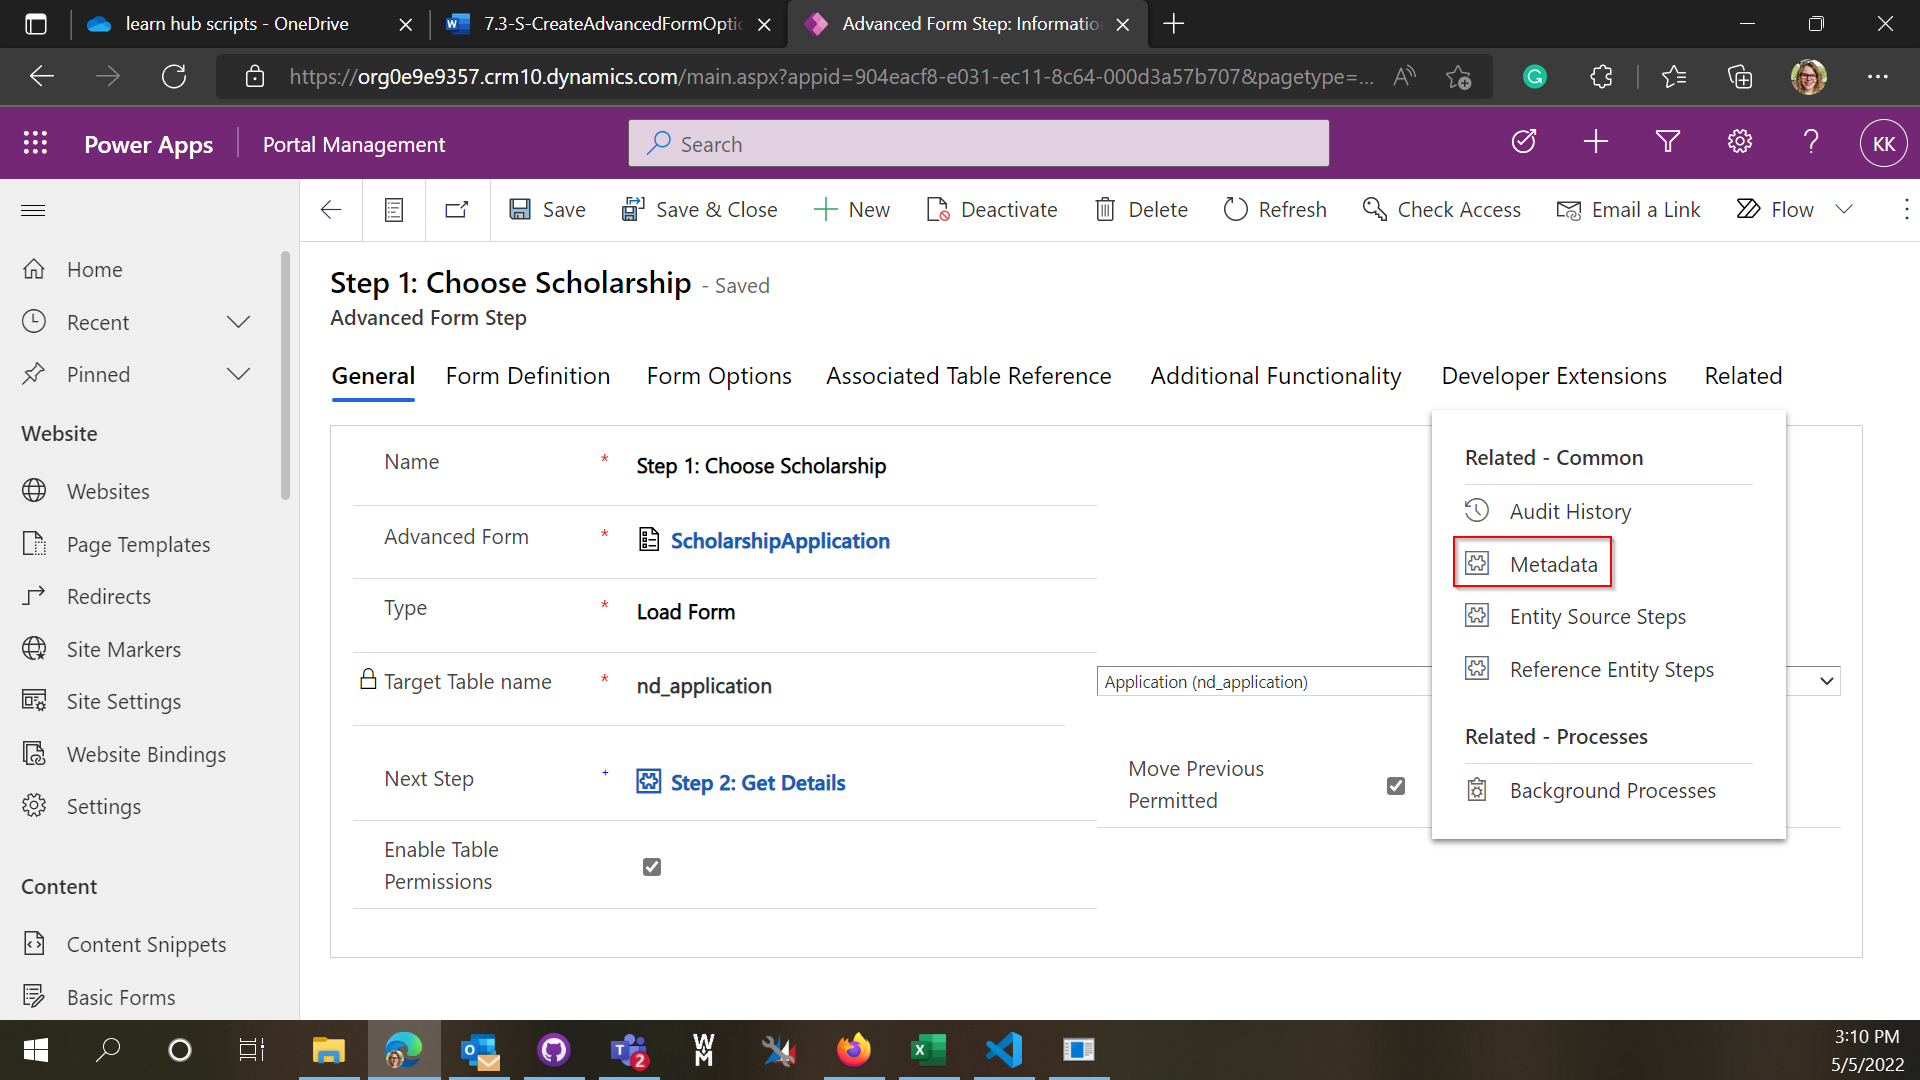 learn hub scripts - OneDrive
7.3-S-CreateAdvancedFormOptio
Advanced Form Step: Informatio
https://org0e9e9357.crm10.dynamics.com/main.aspx?appid=904eacf8-e031-ec11-8c64-000d3a57b707&pagetype=...
Power Apps
Portal Management
Search
KK
Save
Save & Close
New
Deactivate
Delete
Refresh
Check Access
Email a Link
Flow
Home
Recent
Pinned
Website
Websites
Page Templates
Redirects
Site Markers
Site Settings
Website Bindings
Settings
Content
Content Snippets
Basic Forms
Step 1: Choose Scholarship - Saved
Advanced Form Step
General
Form Definition
Form Options
Associated Table Reference
Additional Functionality
Developer Extensions
Related
Name * Step 1: Choose Scholarship
Advanced Form * ScholarshipApplication
Type * Load Form
Target Table name * nd_application
Application (nd_application)
Next Step + Step 2: Get Details
Move Previous
Permitted
Enable Table
Permissions
Related - Common
Audit History
Metadata
Entity Source Steps
Reference Entity Steps
Related - Processes
Background Processes
2
3:10 PM
5/5/2022